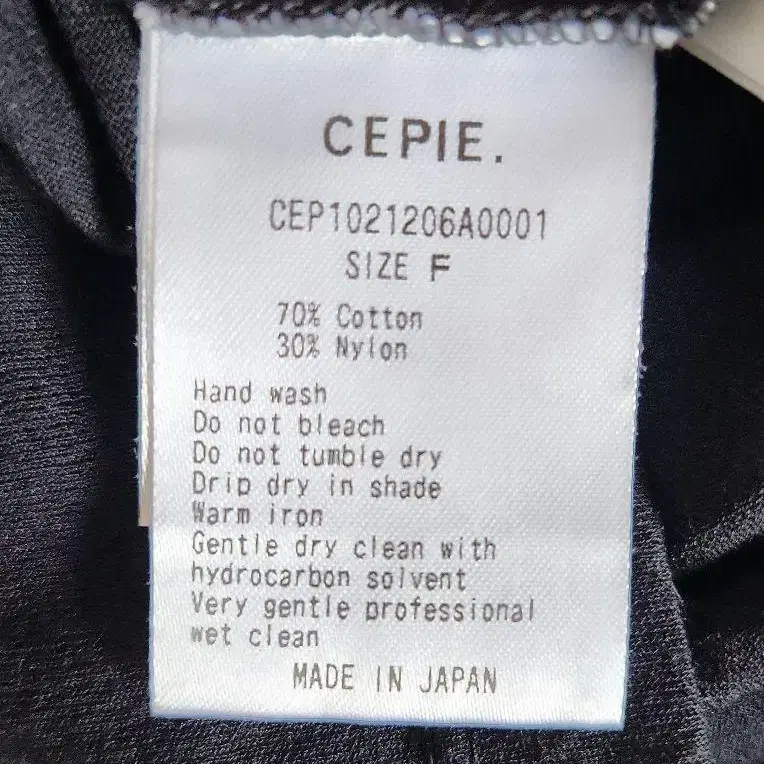 CEPIE.
CEP1021206A0001
SIZE F
70% Cotton
30% Nylon
Hand wash
Do not bleach
Do not tumble dry
Drip dry in shade
Warm iron
Gentle dry clean with
hydrocarbon solvent
Very gentle professional
wet clean
MADE IN JAPAN